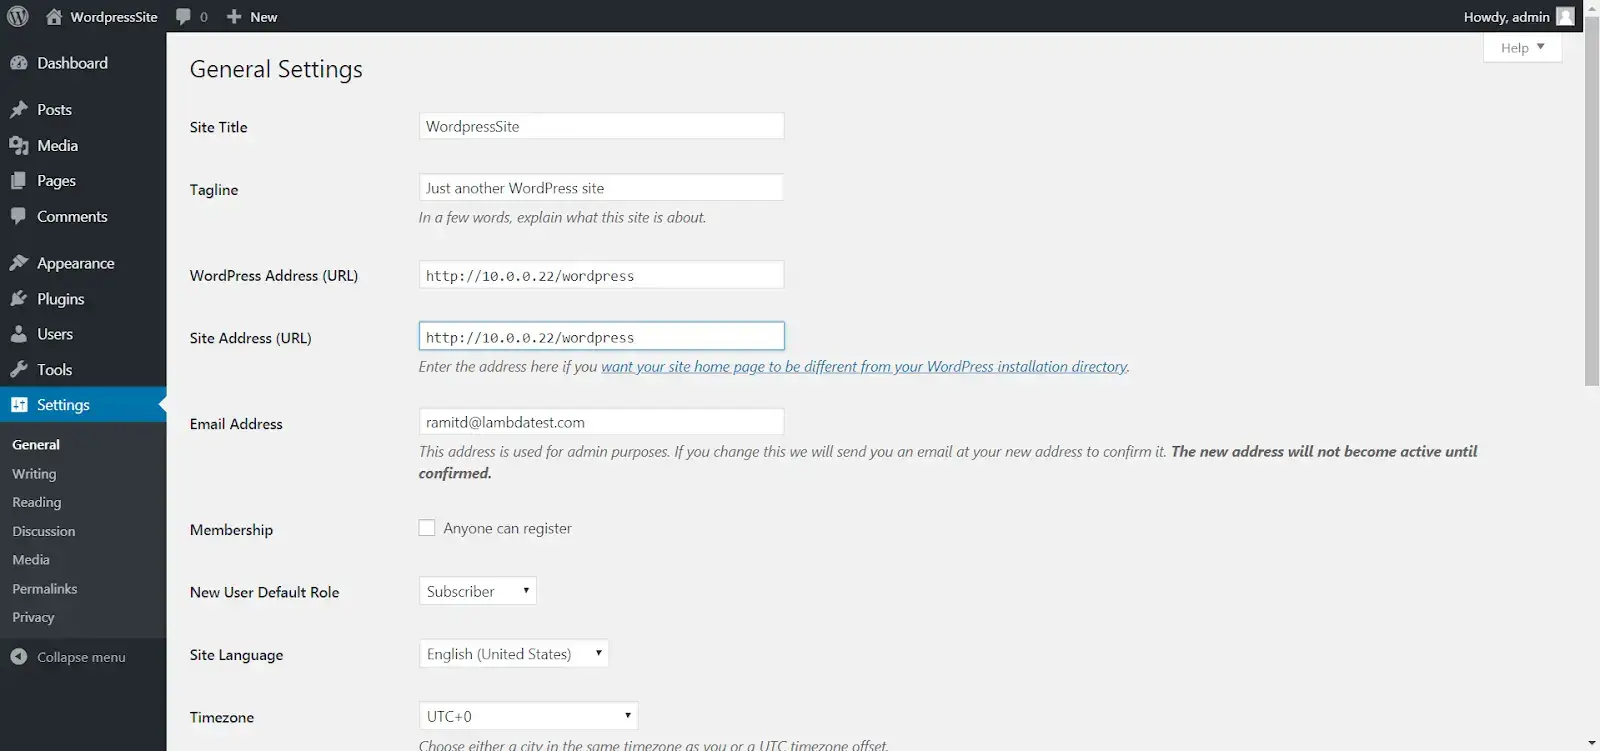 WordpressSite 0 New Howdy, admin
Help
Dashboard
Posts
Media
Pages
Comments
Appearance
Plugins
Users
Tools
Settings
General
Writing
Reading
Discussion
Media
Permalinks
Privacy
Collapse menu
General Settings
Site Title WordpressSite
Tagline Just another WordPress site
In a few words, explain what this site is about.
WordPress Address (URL) http://10.0.0.22/wordpress
Site Address (URL) http://10.0.0.22/wordpress
Enter the address here if you want your site home page to be different from your WordPress installation directory.
Email Address ramitd@lambdatest.com
This address is used for admin purposes. If you change this we will send you an email at your new address to confirm it. The new address will not become active until
confirmed.
Membership Anyone can register
New User Default Role Subscriber
Site Language English (United States)
Timezone UTC+0
Choose either a city in the same timezone as you or a UTC timezone offset.